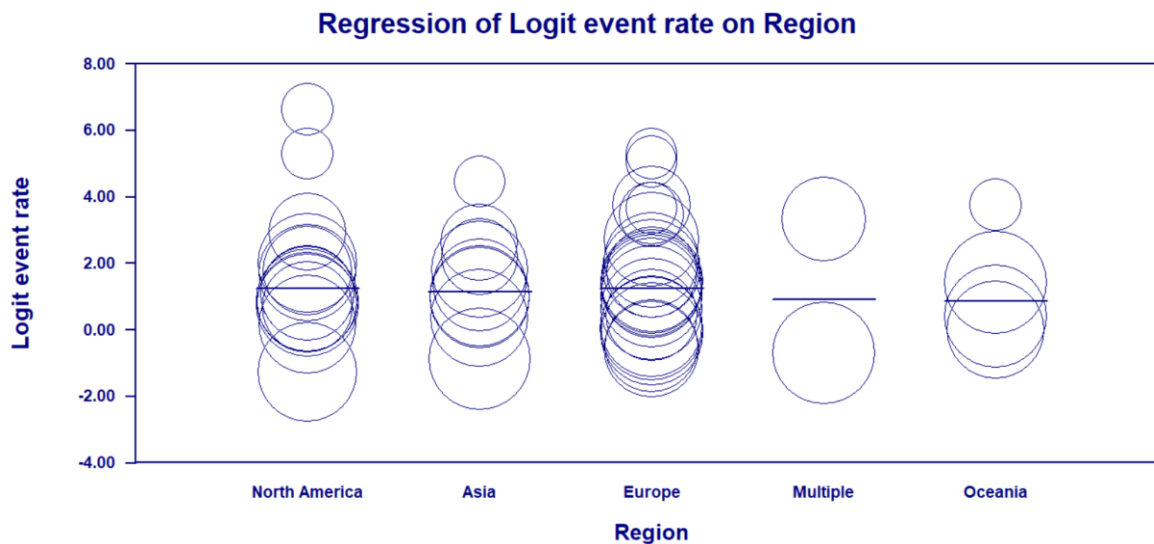 Regression of Logit event rate on Region
8.00
6.00
4.00
2.00
0.00
-2.00
-4.00
Logit event rate
North America Asia Europe Multiple Oceania
Region